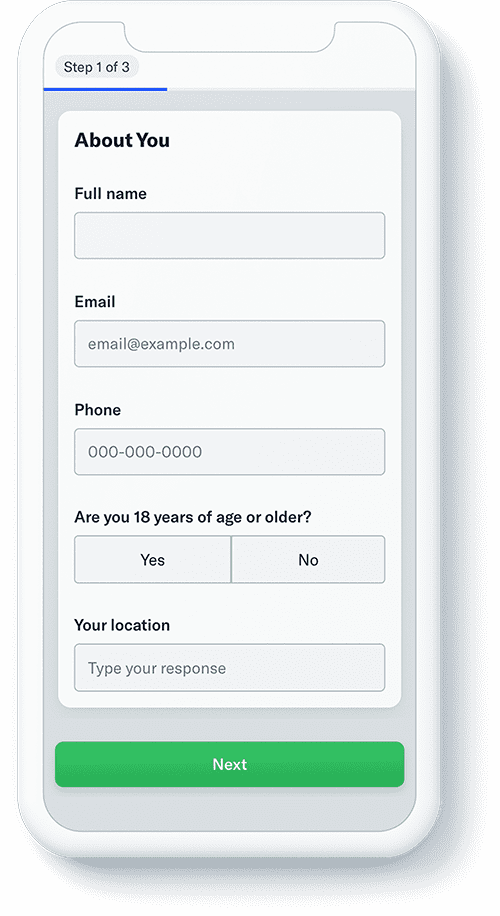 Step 1 of 3
About You
Full name
Email
email@example.com
Phone
000-000-0000
Are you 18 years of age or older?
Yes No
Your location
Type your response
Next